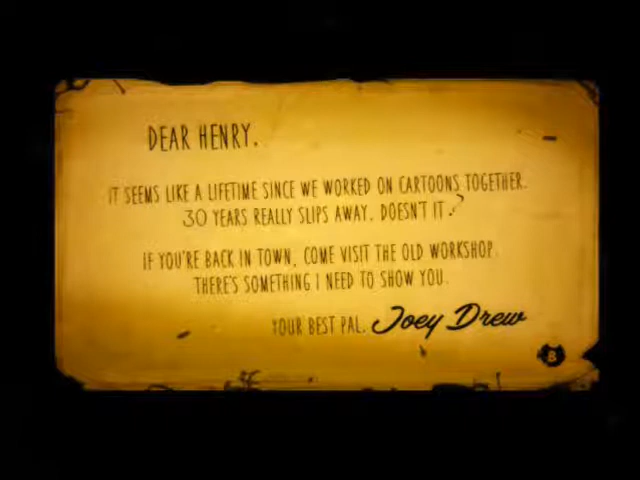 DEAR HENRY,
IT SEEMS LIKE A LIFETIME SINCE WE WORKED ON CARTOONS TOGETHER.
30 YEARS REALLY SLIPS AWAY, DOESN'T IT?
IF YOU'RE BACK IN TOWN, COME VISIT THE OLD WORKSHOP.
THERE'S SOMETHING I NEED TO SHOW YOU.
YOUR BEST PAL, Joey Drew
B